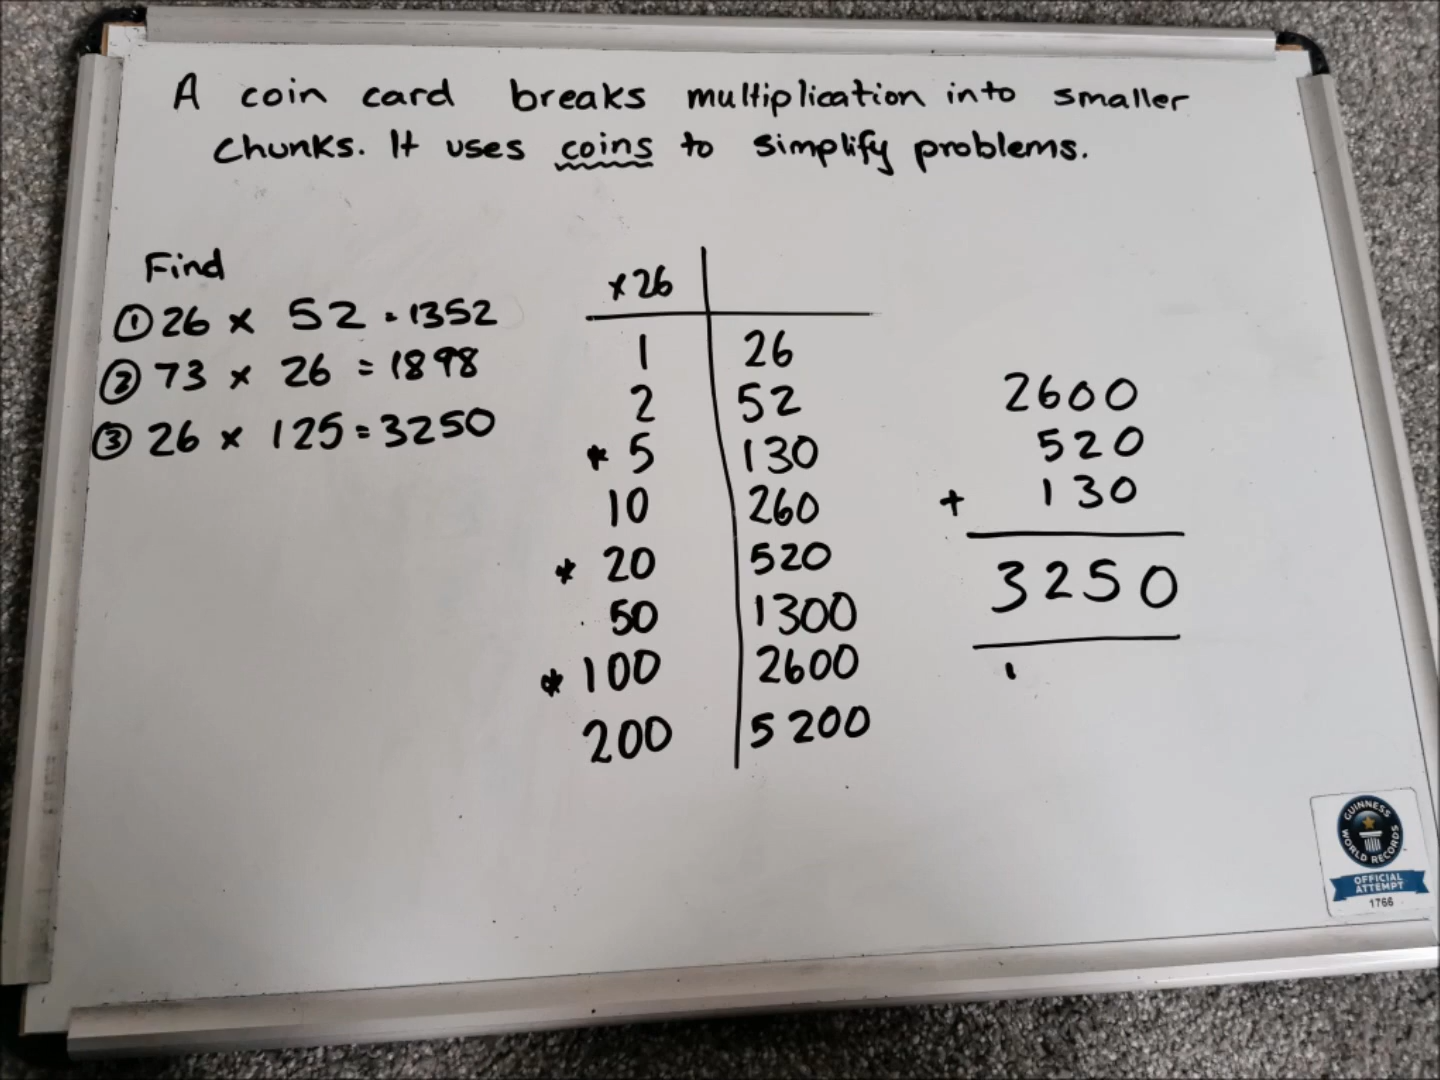 A coin card breaks multiplication into smaller
chunks. It uses coins to simplify problems.
Find
① 26 × 52 = 1352
② 73 × 26 = 1898
③ 26 × 125 = 3250
×26
1 26
2 52
* 5 130
10 260
* 20 520
50 1300
* 100 2600
200 5200
2600
520
+ 130
3250
1
GUINNESS
WORLD RECORDS
OFFICIAL
ATTEMPT
1766